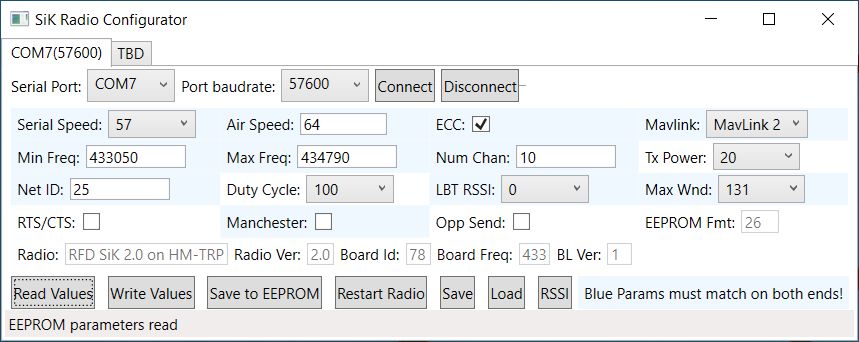 SiK Radio Configurator
COM7(57600) TBD
Serial Port: COM7 Port baudrate: 57600 Connect Disconnect
Serial Speed: 57 Air Speed: 64 ECC: Mavlink: MavLink 2
Min Freq: 433050 Max Freq: 434790 Num Chan: 10 Tx Power: 20
Net ID: 25 Duty Cycle: 100 LBT RSSI: 0 Max Wnd: 131
RTS/CTS: Manchester: Opp Send: EEPROM Fmt: 26
Radio: RFD SiK 2.0 on HM-TRP Radio Ver: 2.0 Board Id: 78 Board Freq: 433 BL Ver: 1
Read Values Write Values Save to EEPROM Restart Radio Save Load RSSI Blue Params must match on both ends!
EEPROM parameters read